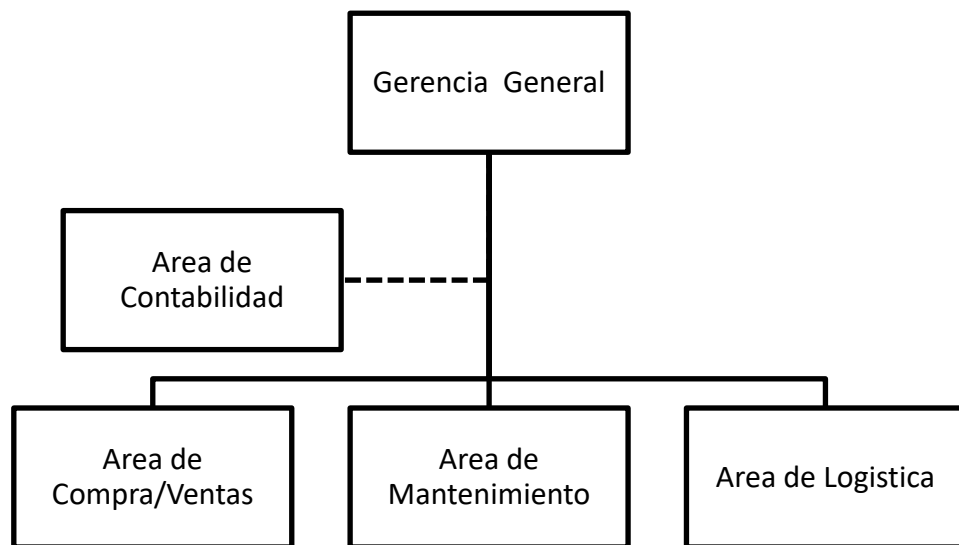 Gerencia General
Area de
Contabilidad
Area de
Compra/Ventas
Area de
Mantenimiento
Area de Logistica